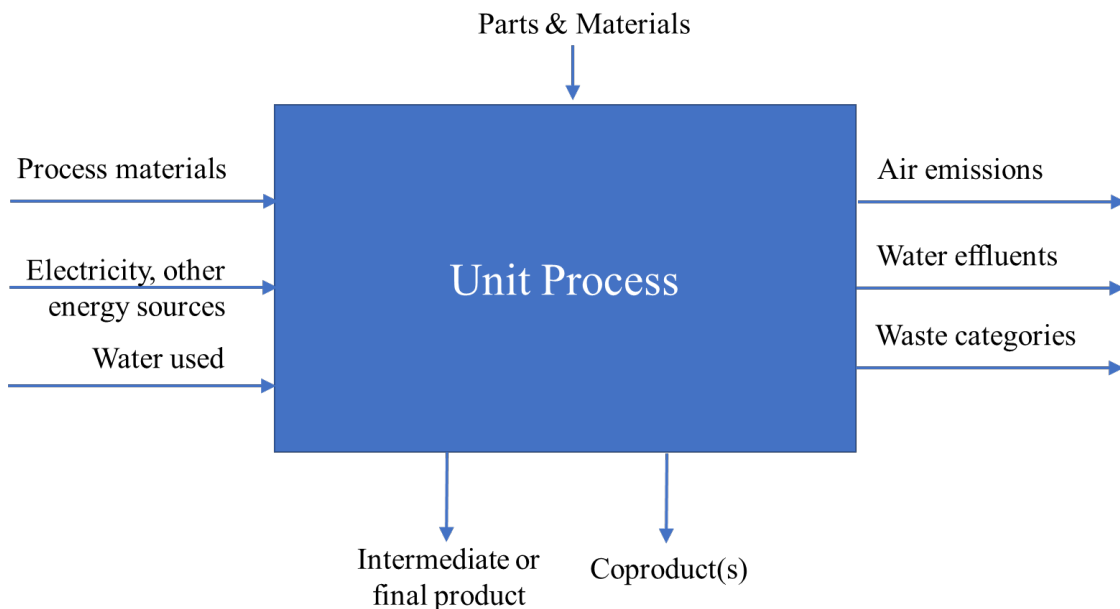 Parts & Materials
Process materials
Air emissions
Electricity, other
energy sources
Unit Process
Water effluents
Water used
Waste categories
Intermediate or
final product
Coproduct(s)